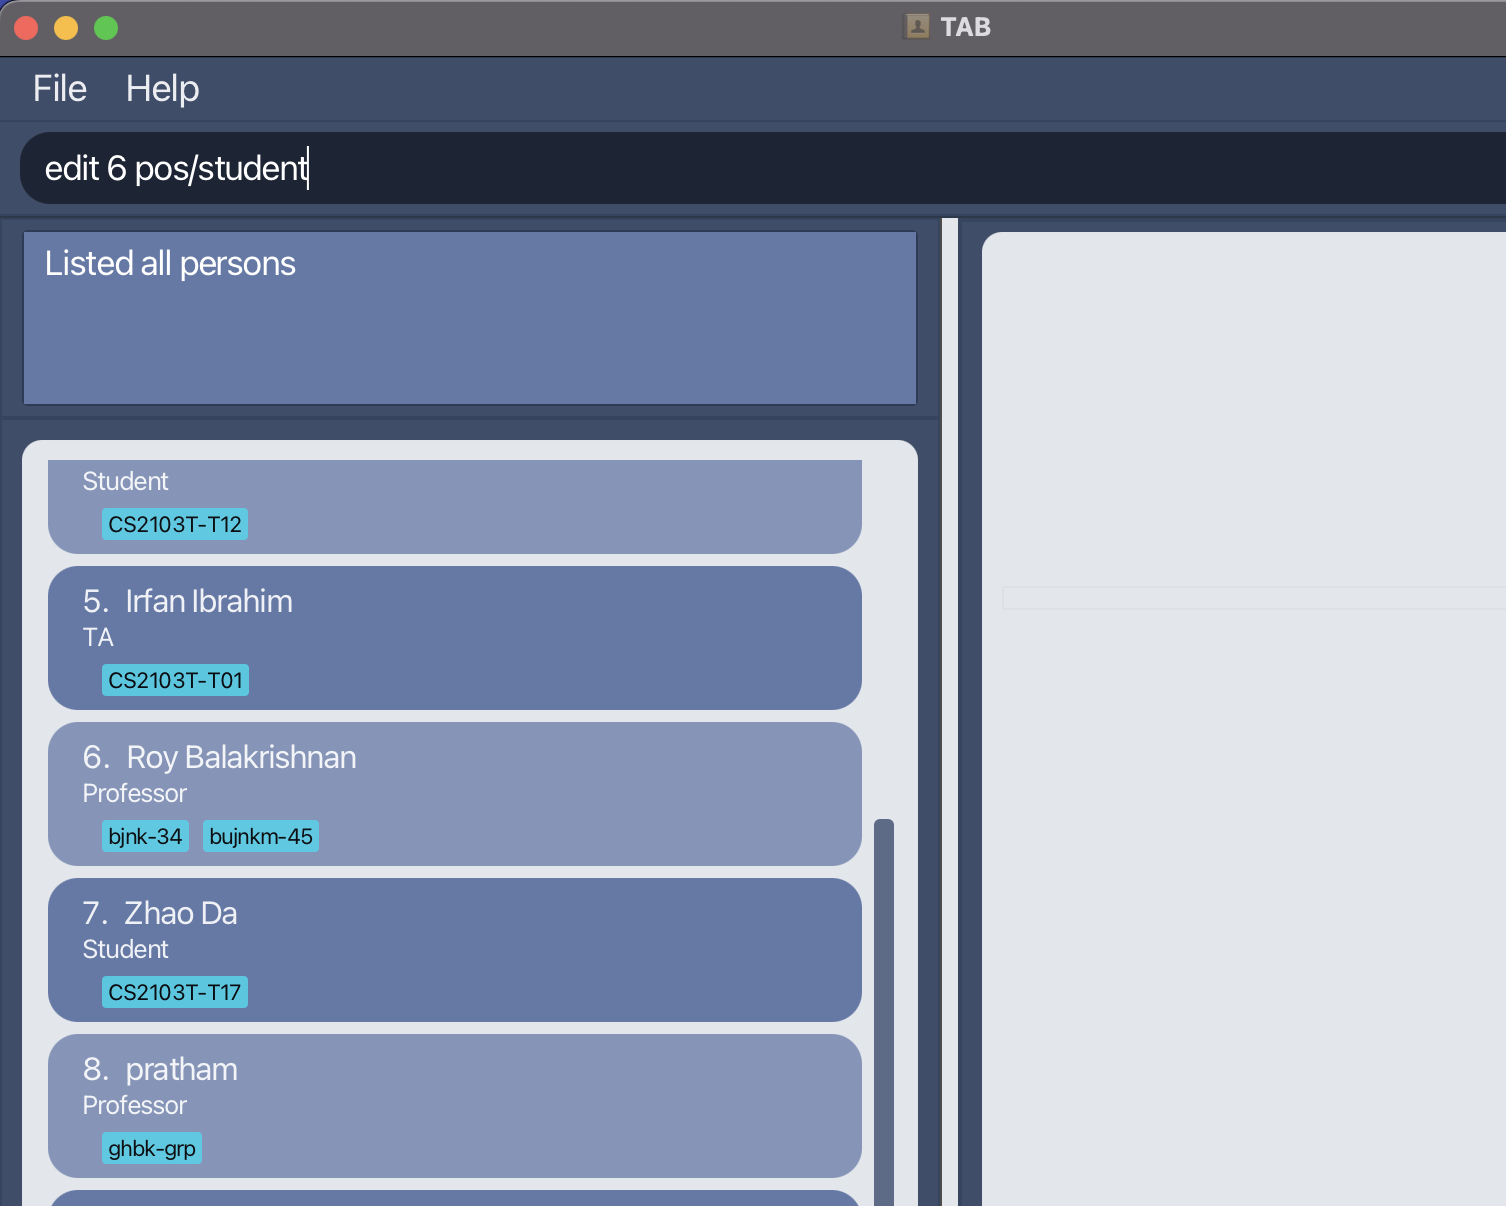 TAB
File Help
edit 6 pos/student
Listed all persons
Student
CS2103T-T12
5. Irfan Ibrahim
TA
CS2103T-T01
6. Roy Balakrishnan
Professor
bjnk-34 bujnkm-45
7. Zhao Da
Student
CS2103T-T17
8. pratham
Professor
ghbk-grp